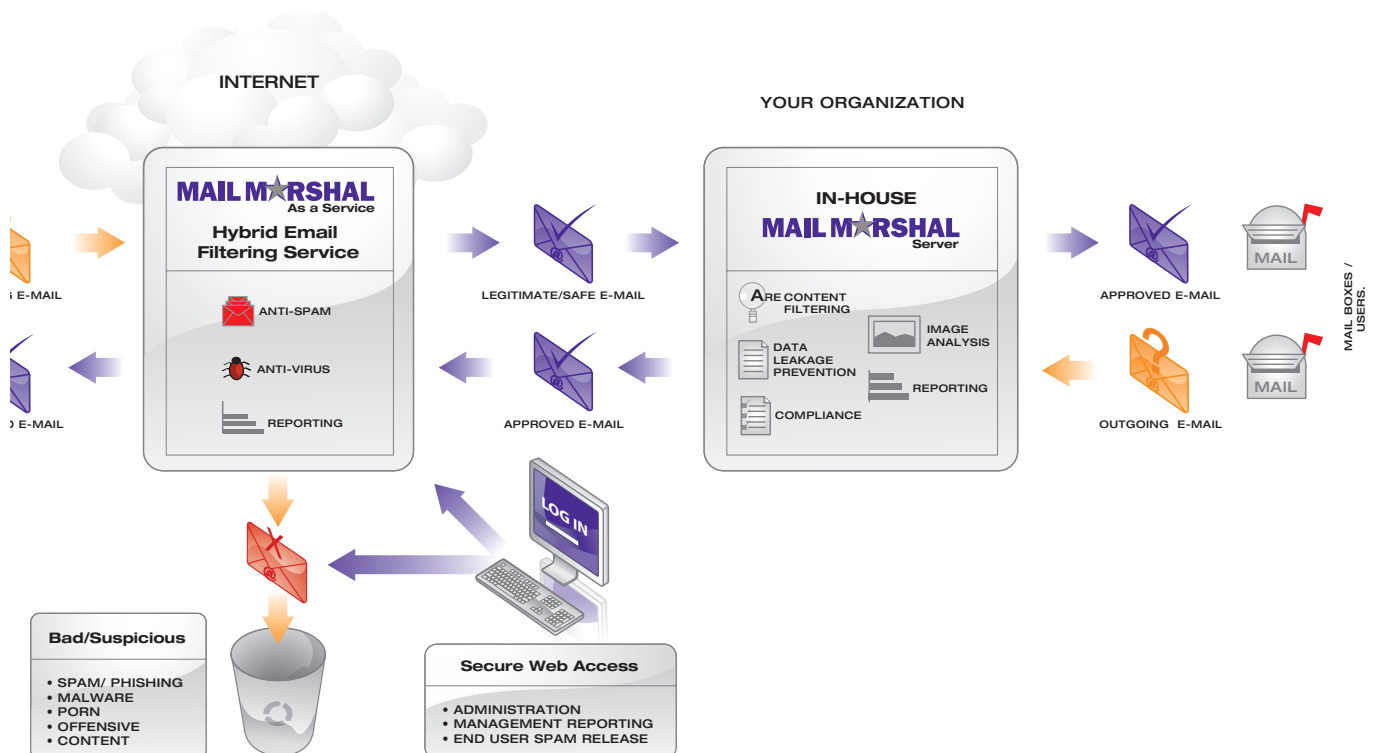 INTERNET
YOUR ORGANIZATION
MAIL MARSHAL
As a Service
Hybrid Email
Filtering Service
ANTI-SPAM
ANTI-VIRUS
REPORTING
G E-MAIL
D E-MAIL
LEGITIMATE/SAFE E-MAIL
APPROVED E-MAIL
IN-HOUSE
MAIL MARSHAL
Server
ARE CONTENT
FILTERING
DATA
LEAKAGE
PREVENTION
COMPLIANCE
IMAGE
ANALYSIS
REPORTING
APPROVED E-MAIL
OUTGOING E-MAIL
MAIL
MAIL
MAIL BOXES /
USERS.
LOG IN
Bad/Suspicious
• SPAM/ PHISHING
• MALWARE
• PORN
• OFFENSIVE
• CONTENT
Secure Web Access
• ADMINISTRATION
• MANAGEMENT REPORTING
• END USER SPAM RELEASE